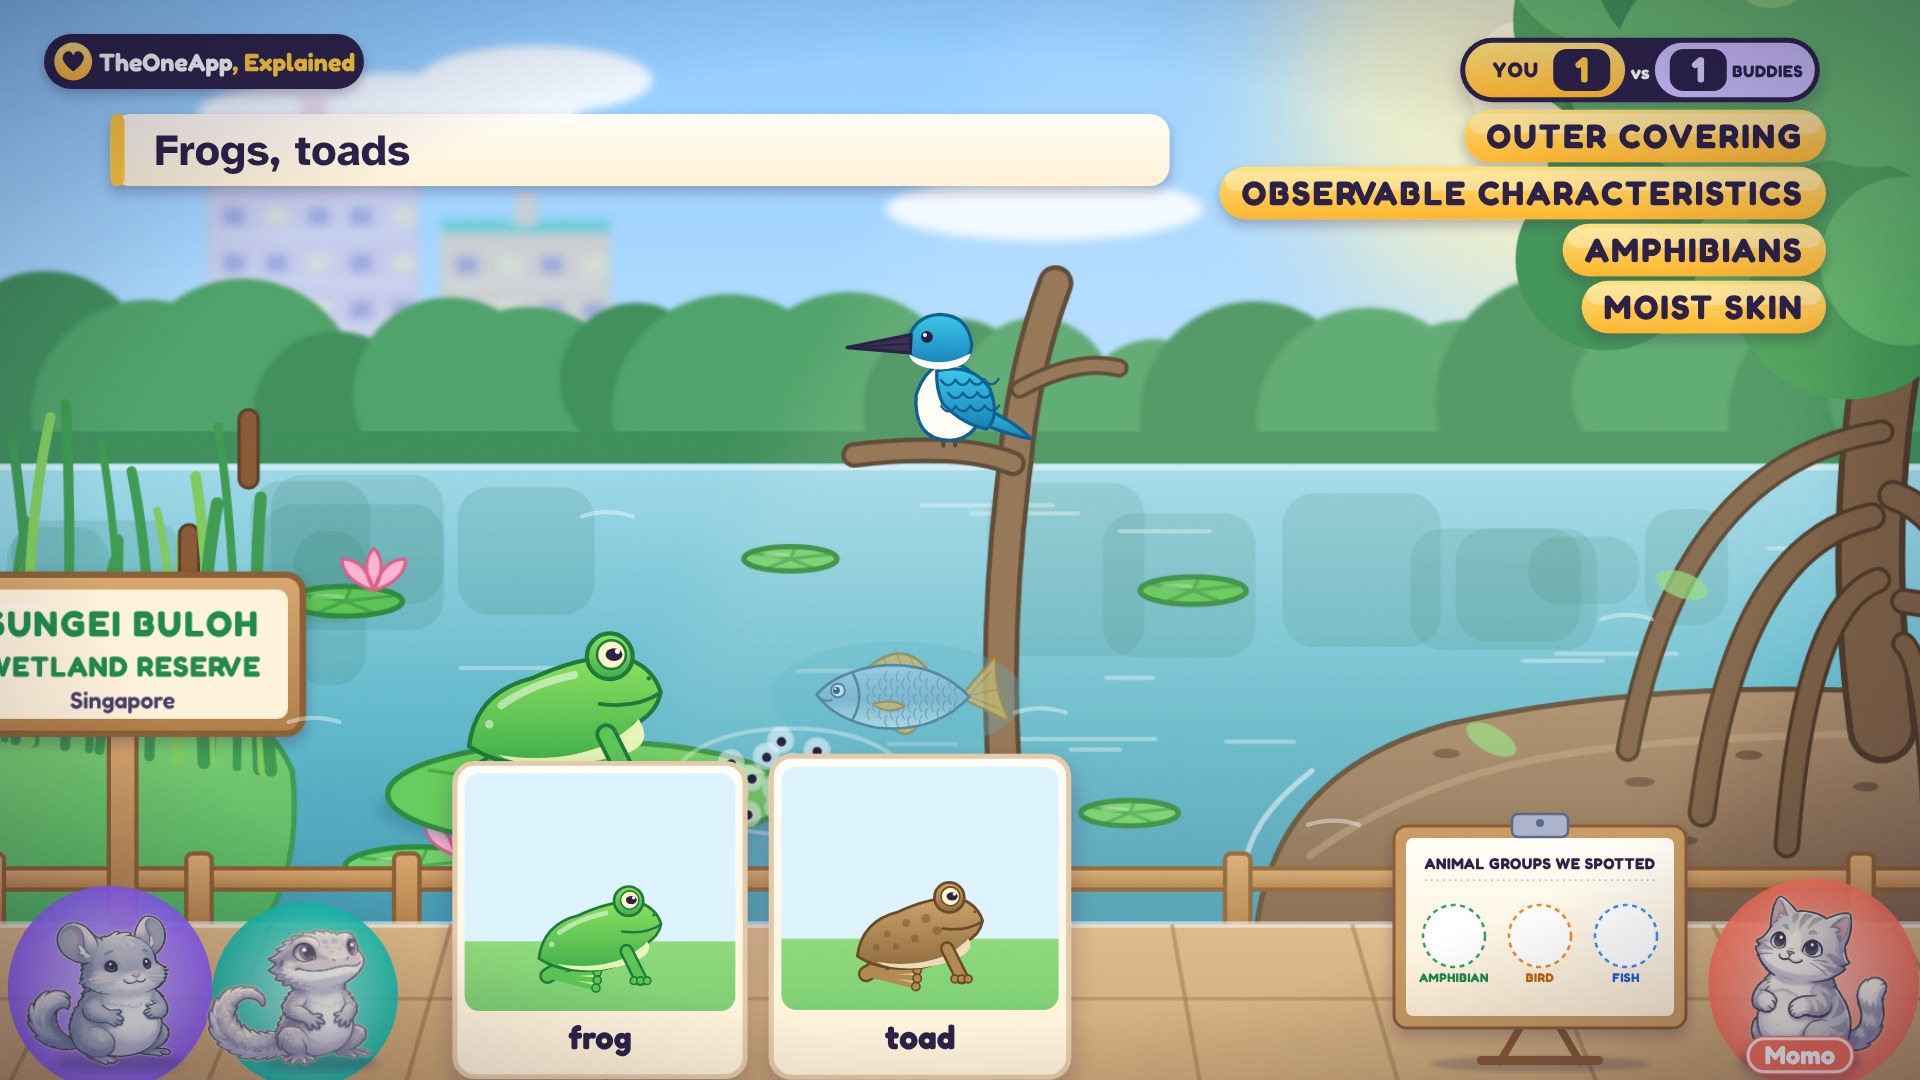 TheOneApp, Explained
YOU 1 vs 1 BUDDIES
Frogs, toads
OUTER COVERING
OBSERVABLE CHARACTERISTICS
AMPHIBIANS
MOIST SKIN
SUNGEI BULOH
WETLAND RESERVE
Singapore
ANIMAL GROUPS WE SPOTTED
AMPHIBIAN BIRD FISH
frog
toad
Momo